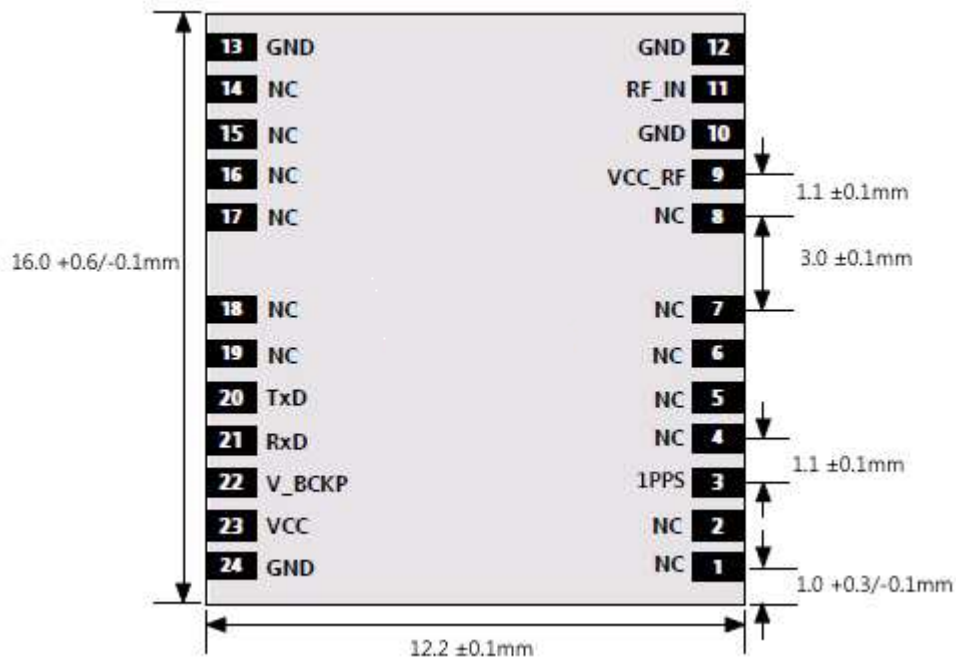 13 GND GND 12
14 NC RF_IN 11
15 NC GND 10
16 NC VCC_RF 9
1.1 ±0.1mm
17 NC NC 8
16.0 +0.6/-0.1mm
3.0 ±0.1mm
18 NC NC 7
19 NC NC 6
20 TxD NC 5
21 RxD NC 4
1.1 ±0.1mm
22 V_BCKP 1PPS 3
23 VCC NC 2
24 GND NC 1
1.0 +0.3/-0.1mm
12.2 ±0.1mm